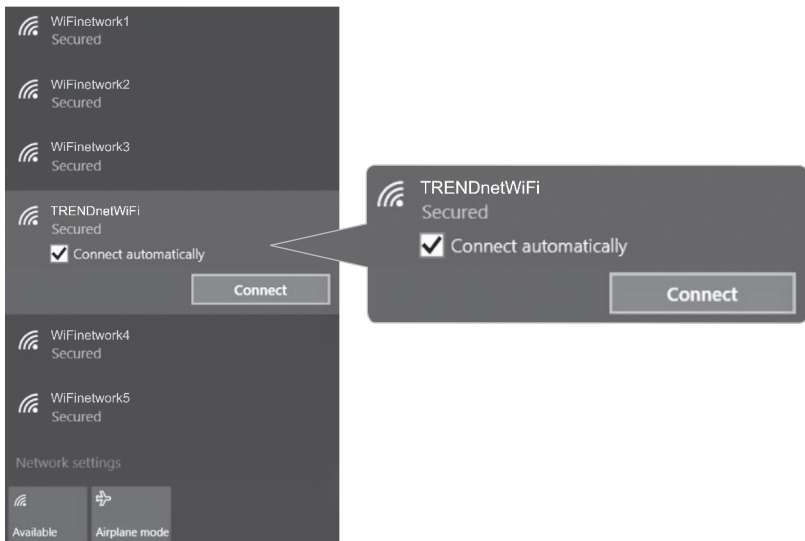 WiFinetwork1
Secured
WiFinetwork2
Secured
WiFinetwork3
Secured
TRENDnetWiFi
Secured
Connect automatically
Connect
WiFinetwork4
Secured
WiFinetwork5
Secured
Network settings
Available
Airplane mode
TRENDnetWiFi
Secured
Connect automatically
Connect